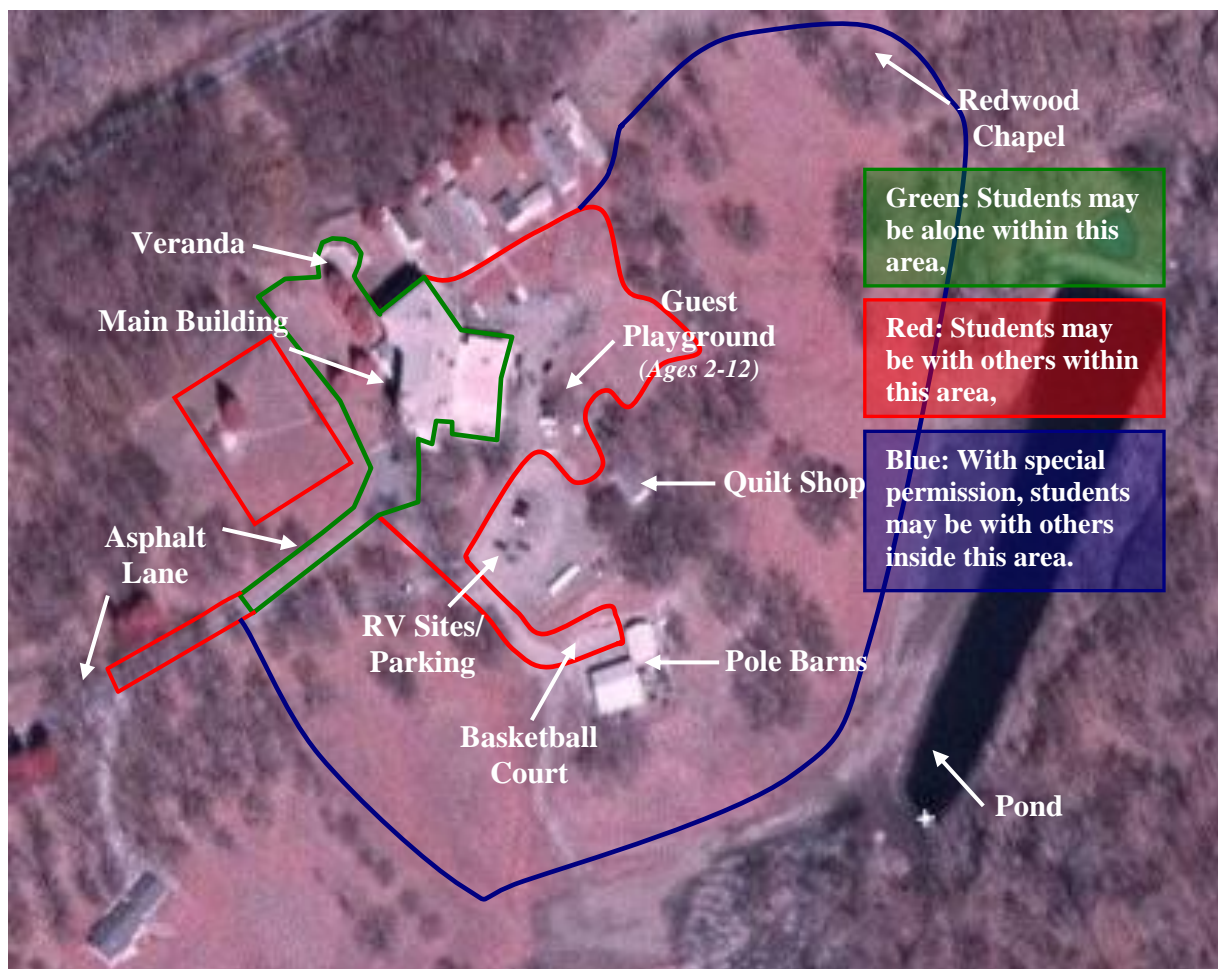 Redwood
Chapel
Green: Students may
be alone within this
area,
Veranda
Guest
Playground
(Ages 2-12)
Main Building
Red: Students may
be with others within
this area,
Blue: With special
permission, students
may be with others
inside this area.
Quilt Shop
Asphalt
Lane
RV Sites/
Parking
Pole Barns
Basketball
Court
Pond